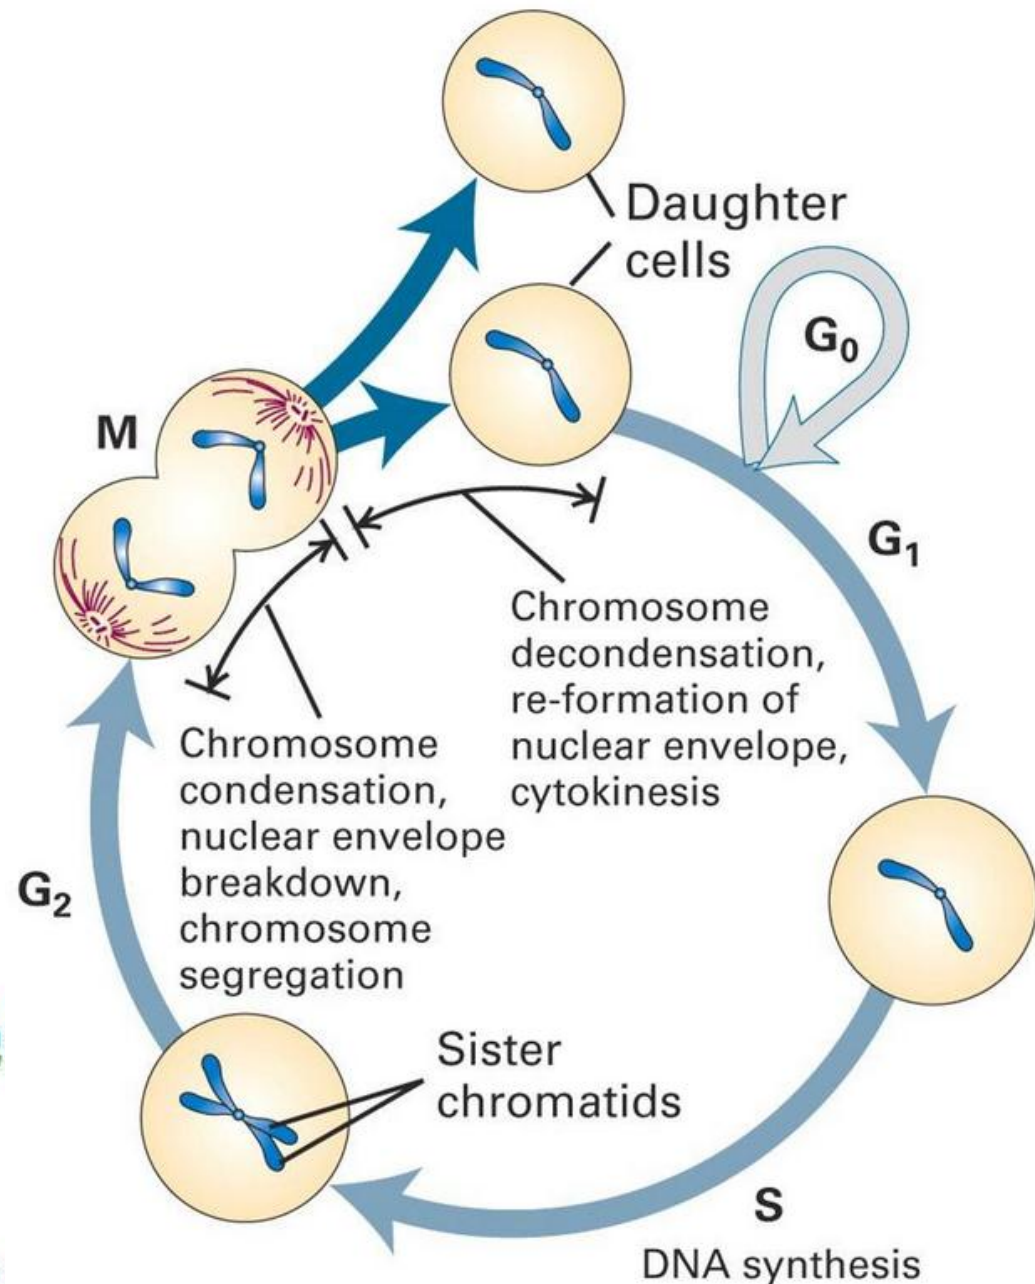 Daughter
cells
G₀
M
G₁
Chromosome
decondensation,
re-formation of
nuclear envelope,
cytokinesis
Chromosome
condensation,
nuclear envelope
breakdown,
chromosome
segregation
G₂
Sister
chromatids
S
DNA synthesis